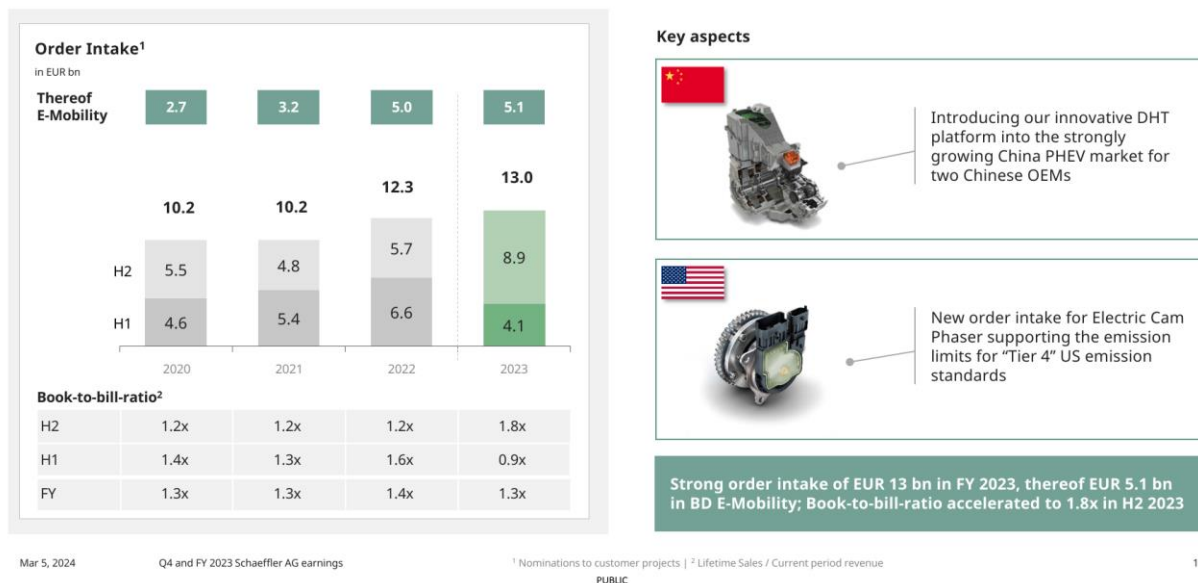 Order Intake¹
in EUR bn
Thereof
E-Mobility
2.7 3.2 5.0 5.1
10.2 10.2 12.3 13.0
H2 5.5 4.8 5.7 8.9
H1 4.6 5.4 6.6 4.1
2020 2021 2022 2023
Book-to-bill-ratio²
H2 1.2x 1.2x 1.2x 1.8x
H1 1.4x 1.3x 1.6x 0.9x
FY 1.3x 1.3x 1.4x 1.3x
Key aspects
Introducing our innovative DHT
platform into the strongly
growing China PHEV market for
two Chinese OEMs
New order intake for Electric Cam
Phaser supporting the emission
limits for “Tier 4” US emission
standards
Strong order intake of EUR 13 bn in FY 2023, thereof EUR 5.1 bn
in BD E-Mobility; Book-to-bill-ratio accelerated to 1.8x in H2 2023
Mar 5, 2024 Q4 and FY 2023 Schaeffler AG earnings ¹ Nominations to customer projects | ² Lifetime Sales / Current period revenue 1
PUBLIC